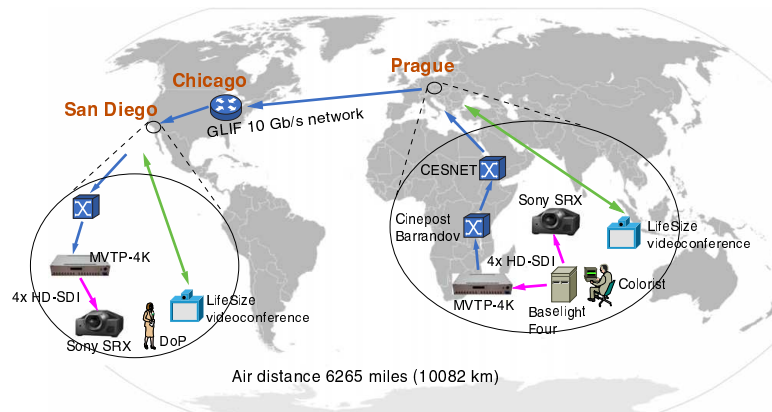 Prague
Chicago
San Diego
GLIF 10 Gb/s network
CESNET
Sony SRX
Cinepost
Barrandov
LifeSize
videoconference
4x HD-SDI
MVTP-4K
Colorist
MVTP-4K
Baselight
Four
4x HD-SDI
LifeSize
videoconference
Sony SRX
DoP
Air distance 6265 miles (10082 km)